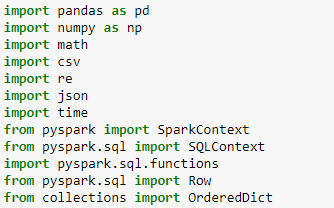 import pandas as pd
import numpy as np
import math
import csv
import re
import json
import time
from pyspark import SparkContext
from pyspark.sql import SQLContext
import pyspark.sql.functions
from pyspark.sql import Row
from collections import OrderedDict